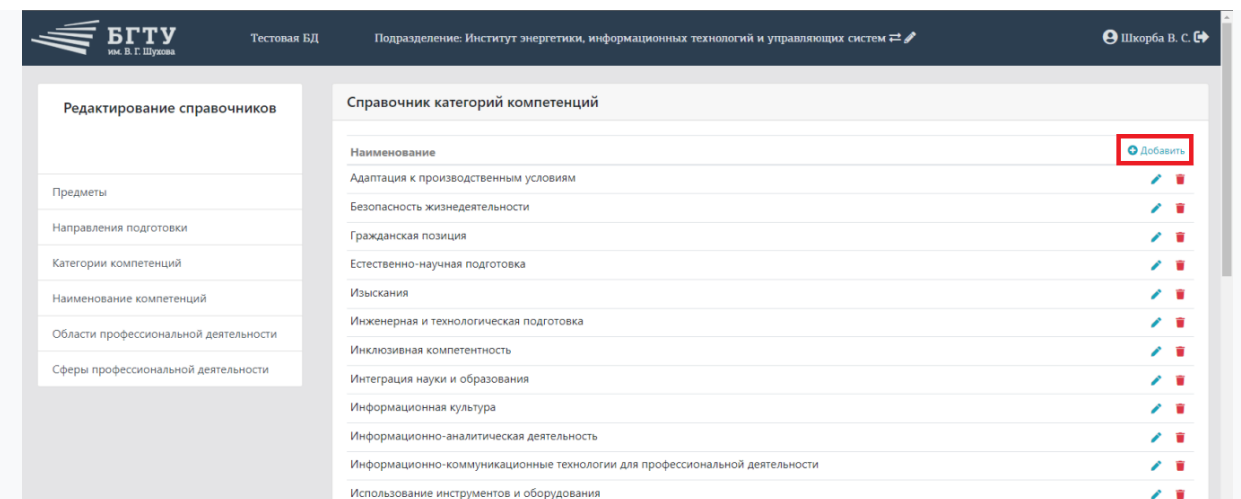 БГТУ
им. В. Г. Шухова
Тестовая БД
Подразделение: Институт энергетики, информационных технологий и управляющих систем
Шкорба В. С.
Редактирование справочников
Предметы
Направления подготовки
Категории компетенций
Наименование компетенций
Области профессиональной деятельности
Сферы профессиональной деятельности
Справочник категорий компетенций
Наименование
Добавить
Адаптация к производственным условиям
Безопасность жизнедеятельности
Гражданская позиция
Естественно-научная подготовка
Изыскания
Инженерная и технологическая подготовка
Инклюзивная компетентность
Интеграция науки и образования
Информационная культура
Информационно-аналитическая деятельность
Информационно-коммуникационные технологии для профессиональной деятельности
Использование инструментов и оборудования